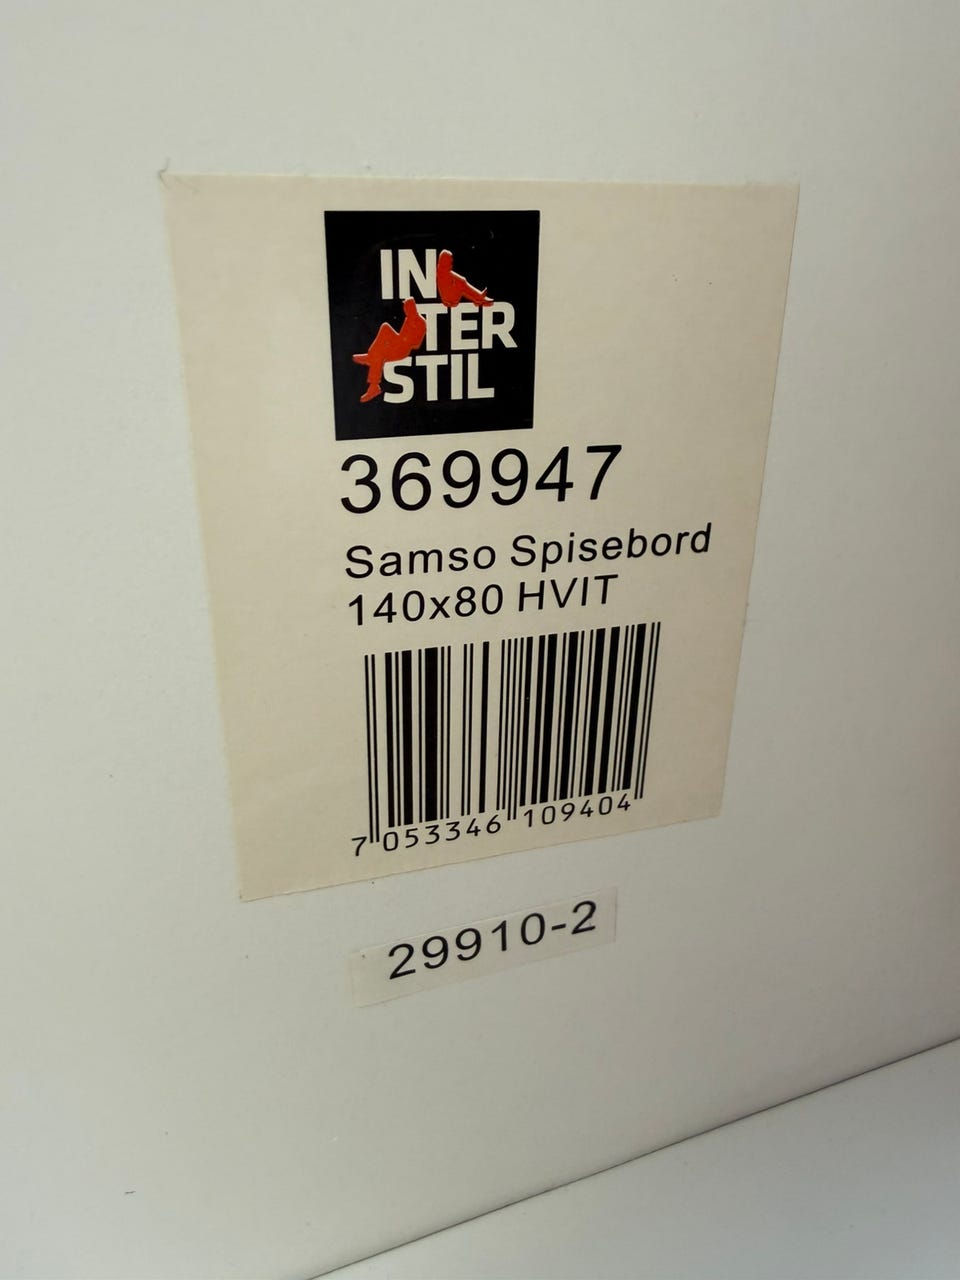 IN
TER
STIL
369947
Samso Spisebord
140x80 HVIT
7 053346 109404
29910-2